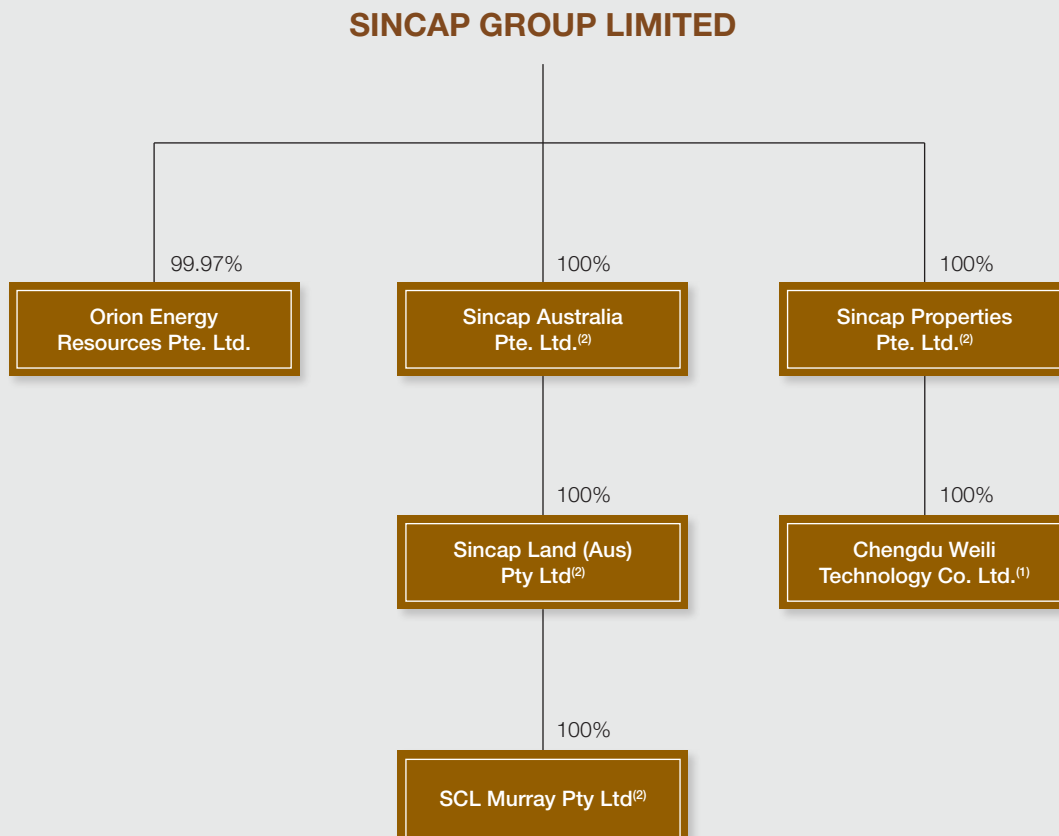 SINCAP GROUP LIMITED
99.97%
100%
100%
Orion Energy
Resources Pte. Ltd.
Sincap Australia
Pte. Ltd.(2)
Sincap Properties
Pte. Ltd.(2)
100%
100%
Sincap Land (Aus)
Pty Ltd(2)
Chengdu Weili
Technology Co. Ltd.(1)
100%
SCL Murray Pty Ltd(2)